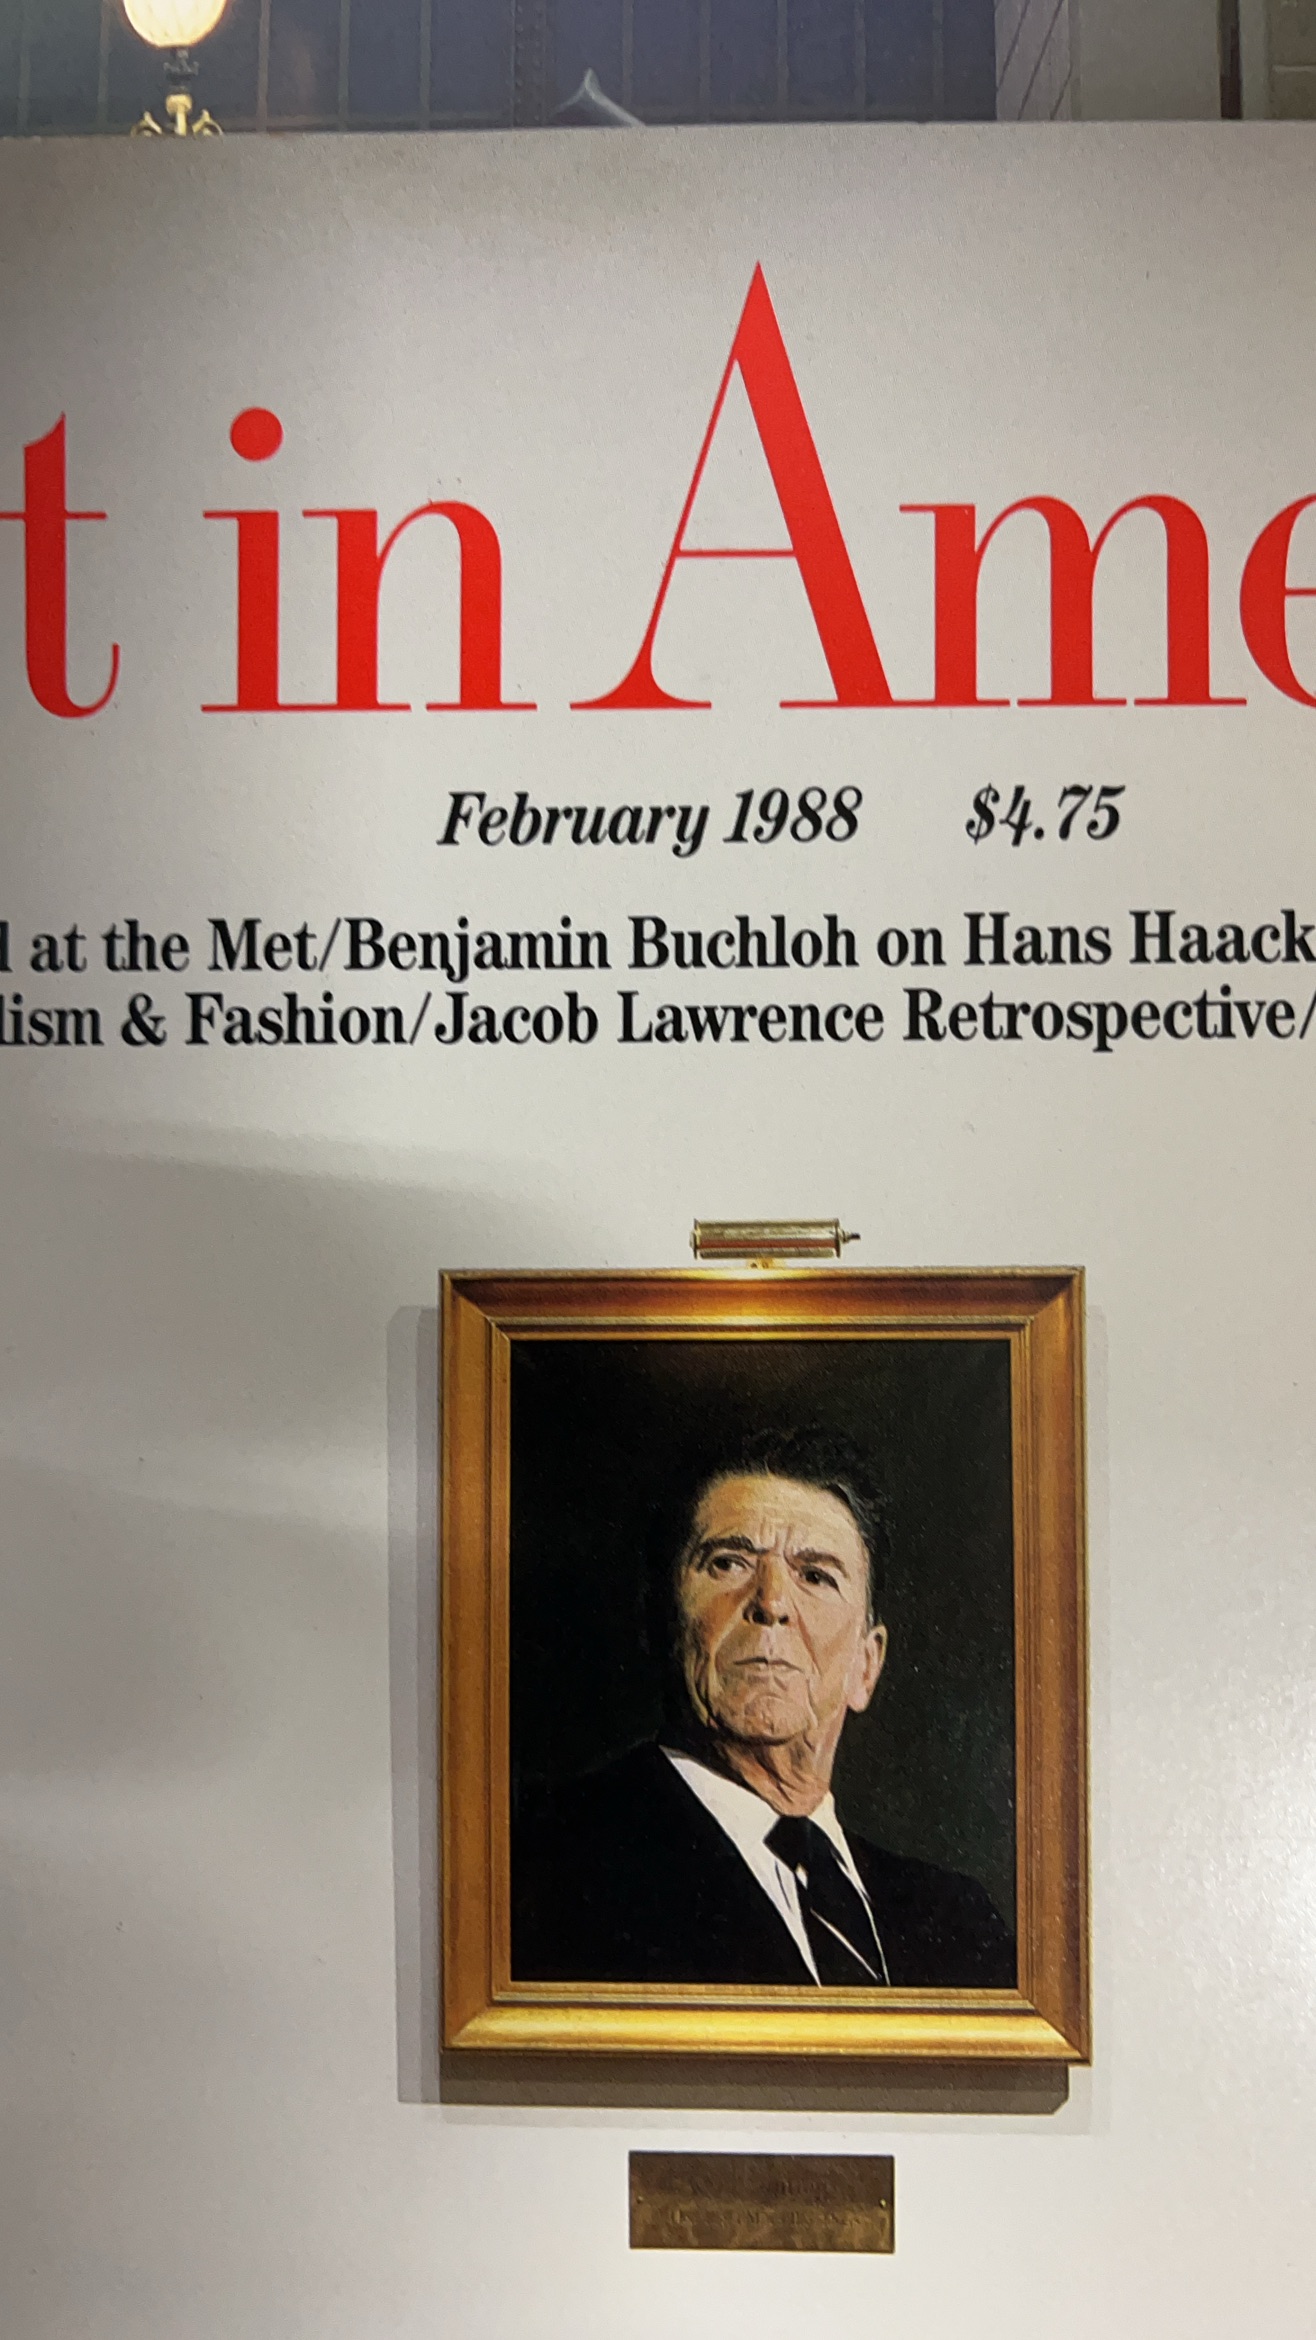 t in Ame
February 1988 $4.75
l at the Met/Benjamin Buchloh on Hans Haack
lism & Fashion/Jacob Lawrence Retrospective/